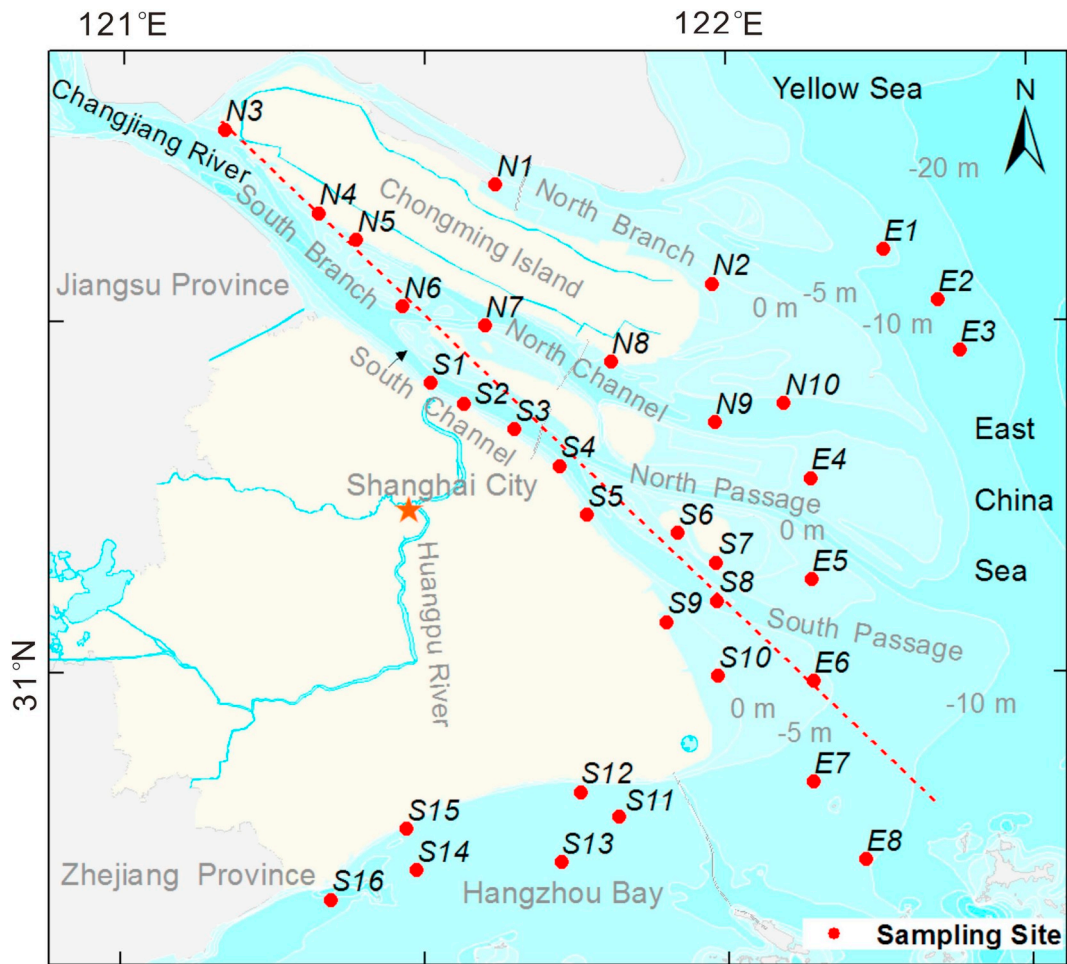 121°E
122°E
Yellow Sea
N
Changjiang River
N3
N1
North Branch
-20 m
N4
N5
Chongming Island
South Branch
E1
Jiangsu Province
N6
N7
N2
0 m
-5 m
-10 m
E2
E3
North Channel
N8
S1
South Channel
S2
S3
N9
N10
East
China
Sea
S4
Shanghai City
North Passage
E4
S5
S6
0 m
S7
E5
Huangpu River
S8
S9
South Passage
31°N
S10
E6
0 m
-5 m
-10 m
E7
S12
S11
S15
S13
S14
E8
Zhejiang Province
S16
Hangzhou Bay
Sampling Site